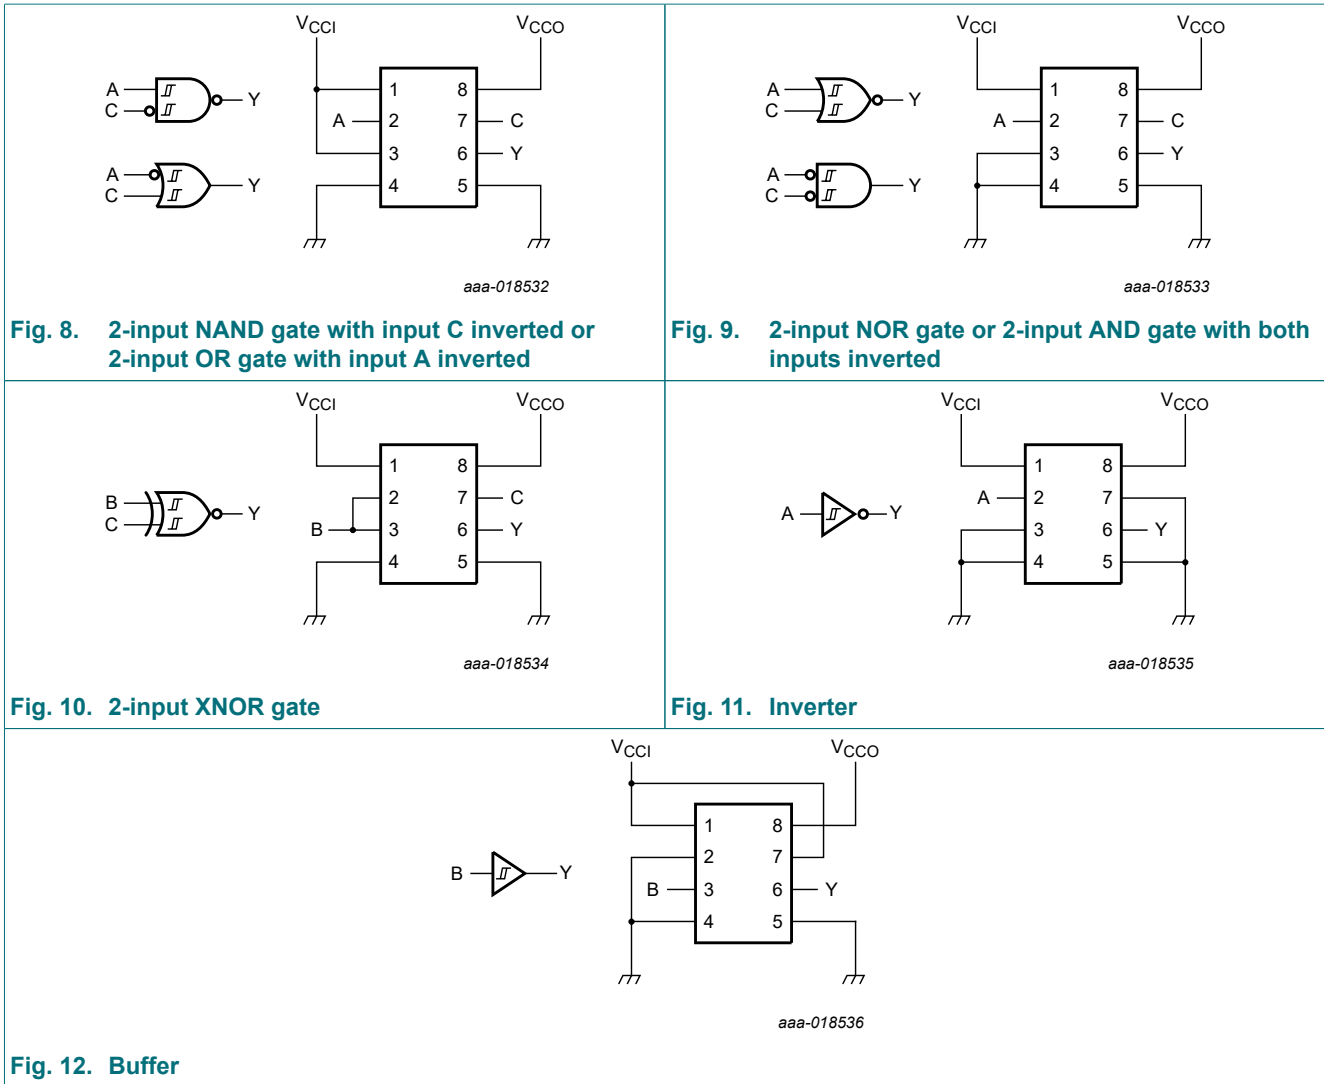 VCCI VCCO
A C Y
1 8
A 2 7 C
3 6 Y
A C Y
4 5
aaa-018532
Fig. 8. 2-input NAND gate with input C inverted or
2-input OR gate with input A inverted
VCCI VCCO
A C Y
1 8
A 2 7 C
3 6 Y
A C Y
4 5
aaa-018533
Fig. 9. 2-input NOR gate or 2-input AND gate with both
inputs inverted
VCCI VCCO
1 8
B C Y
2 7 C
B 3 6 Y
4 5
aaa-018534
Fig. 10. 2-input XNOR gate
VCCI VCCO
1 8
A 2 7
A Y
3 6 Y
4 5
aaa-018535
Fig. 11. Inverter
VCCI VCCO
1 8
2 7
B Y
B 3 6 Y
4 5
aaa-018536
Fig. 12. Buffer